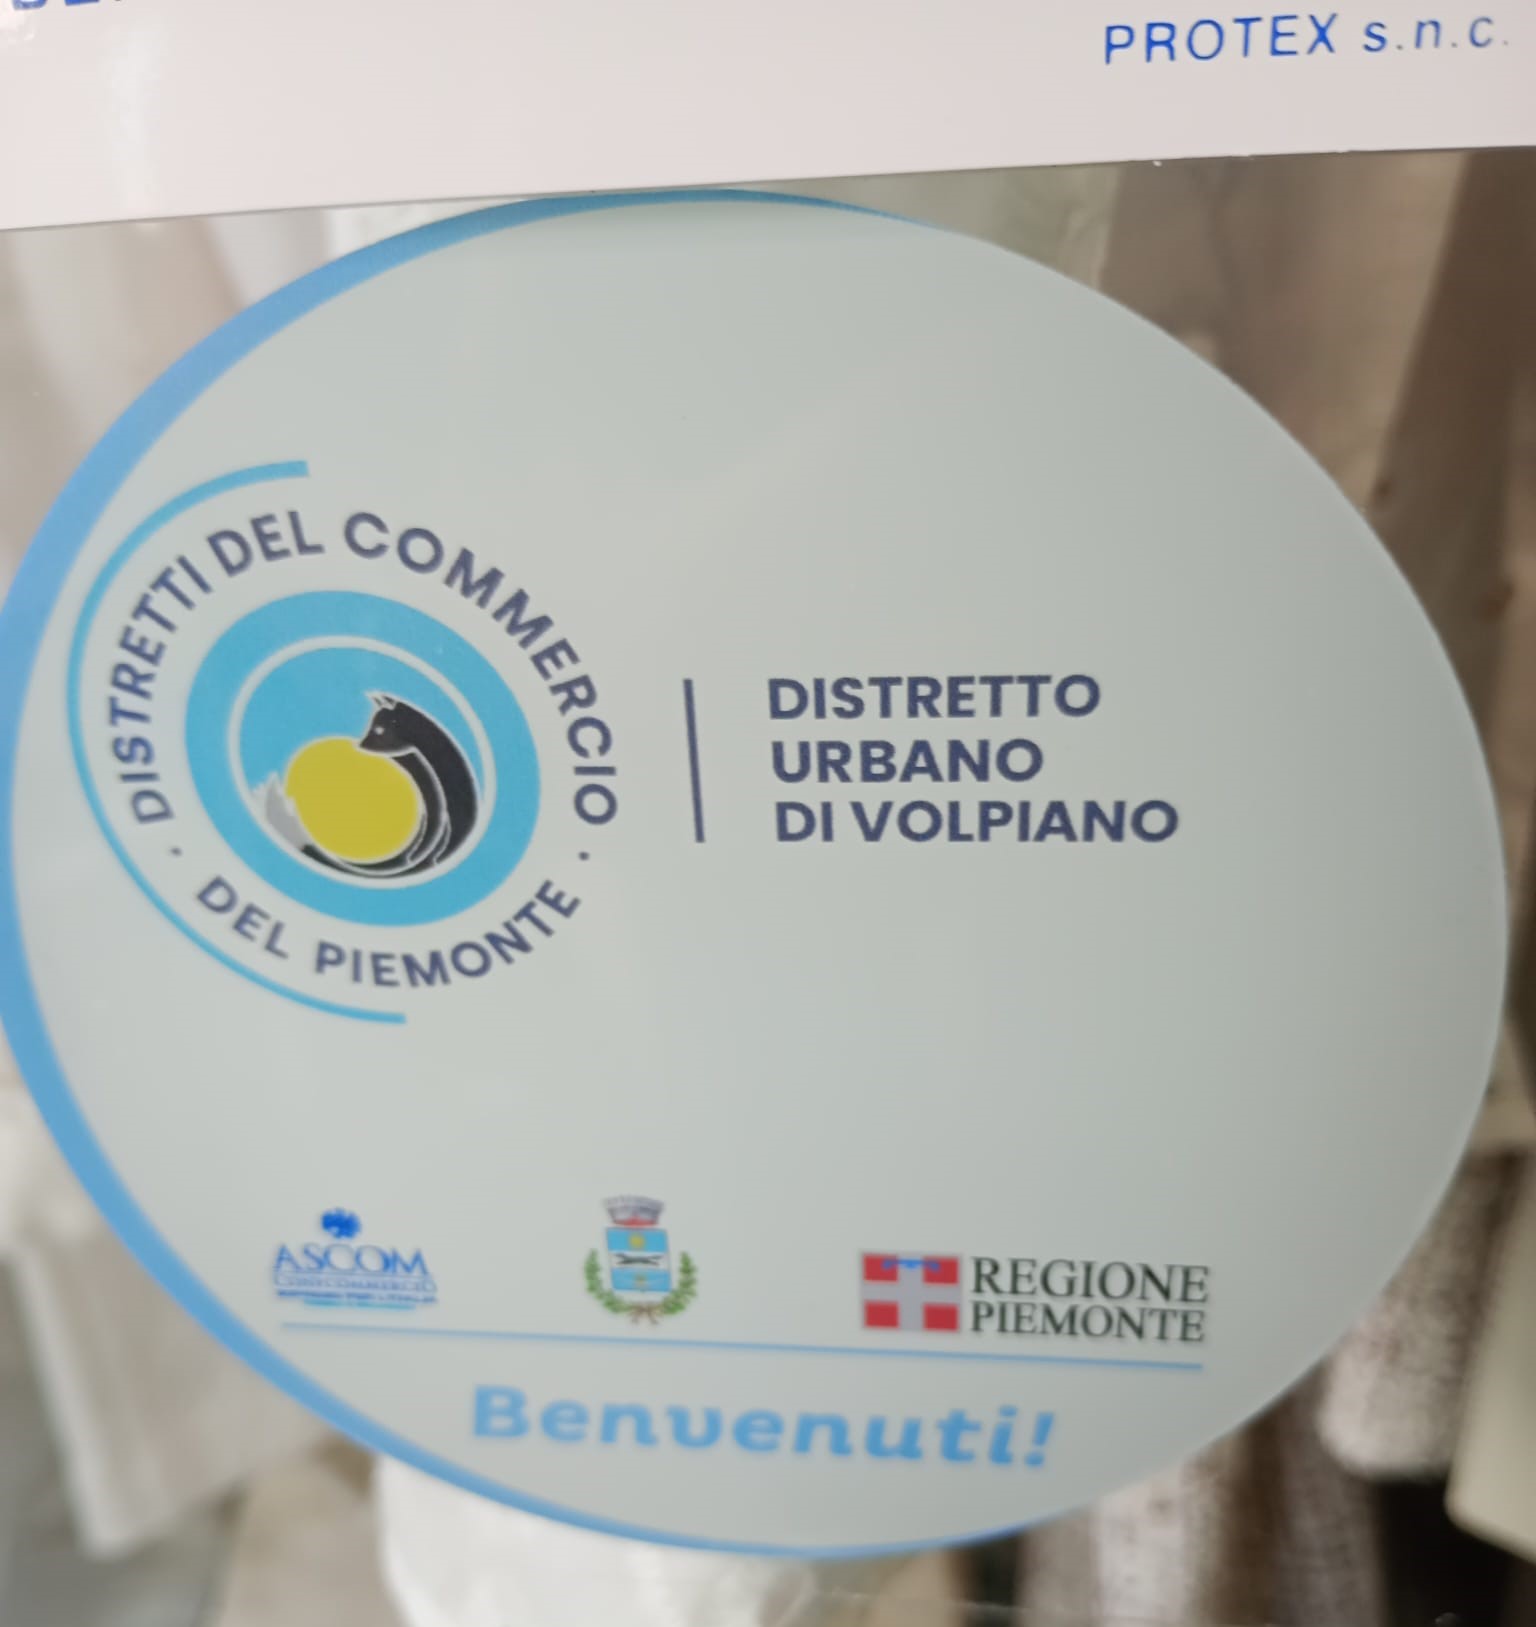 PROTEX s.n.c.
DISTRETTI DEL COMMERCIO
· DEL PIEMONTE ·
DISTRETTO
URBANO
DI VOLPIANO
ASCOM
REGIONE
PIEMONTE
Benvenuti!